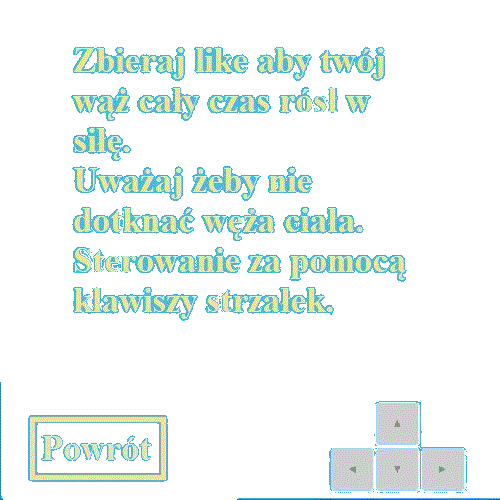 Zbieraj like aby twój
wąż cały czas rósł w
siłę.
Uważaj żeby nie
dotknać węża ciała.
Sterowanie za pomocą
klawiszy strzałek.
Powrót